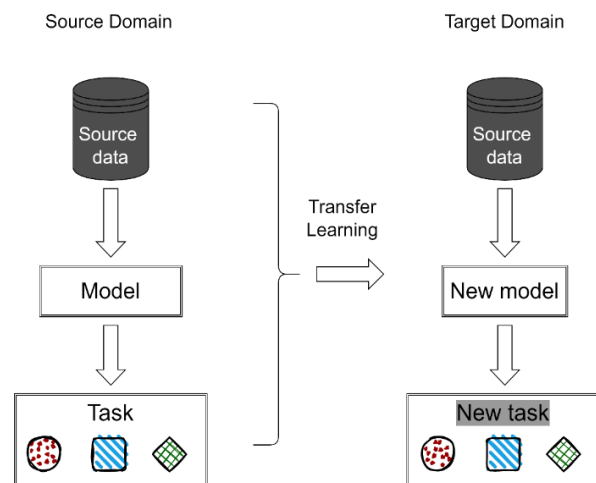 Source Domain
Target Domain
Source
data
Source
data
Transfer
Learning
Model
New model
Task
New task